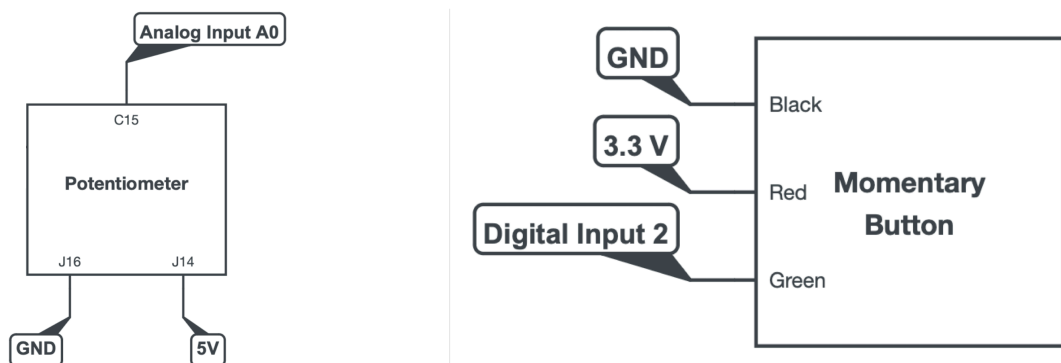 Analog Input A0
C15
Potentiometer
J16
J14
GND
5V
GND
Black
3.3 V
Red
Momentary
Button
Digital Input 2
Green